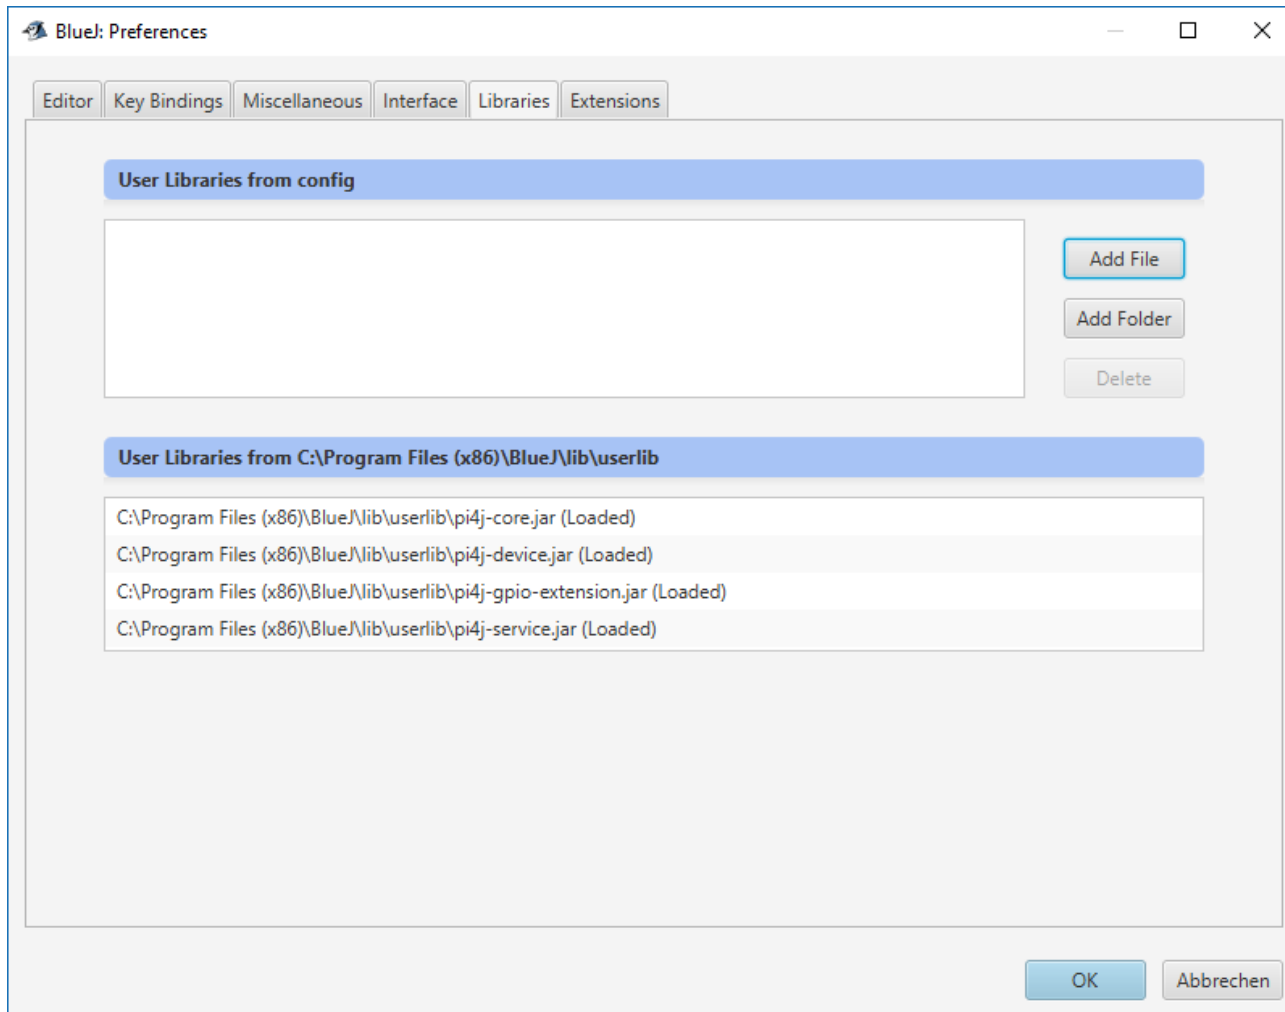 BlueJ: Preferences
Editor Key Bindings Miscellaneous Interface Libraries Extensions
User Libraries from config
Add File
Add Folder
Delete
User Libraries from C:\Program Files (x86)\BlueJ\lib\userlib
C:\Program Files (x86)\BlueJ\lib\userlib\pi4j-core.jar (Loaded)
C:\Program Files (x86)\BlueJ\lib\userlib\pi4j-device.jar (Loaded)
C:\Program Files (x86)\BlueJ\lib\userlib\pi4j-gpio-extension.jar (Loaded)
C:\Program Files (x86)\BlueJ\lib\userlib\pi4j-service.jar (Loaded)
OK Abbrechen